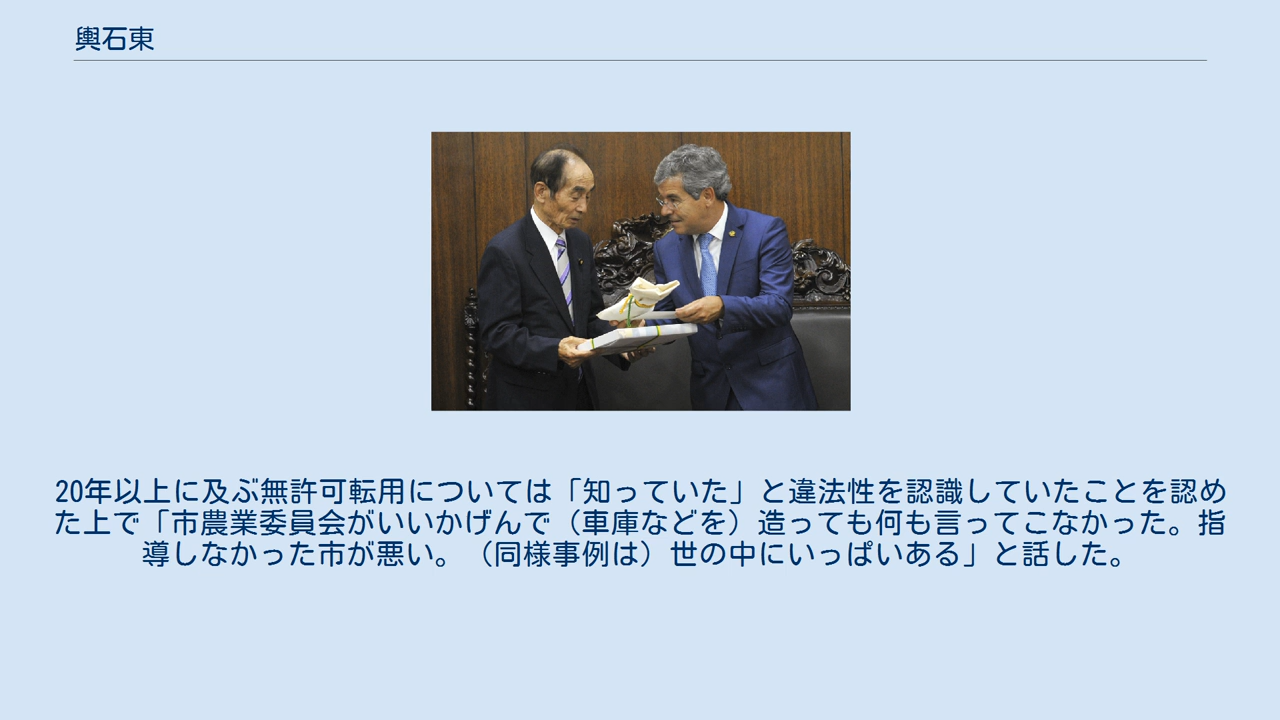 輿石東
20年以上に及ぶ無許可転用については「知っていた」と違法性を認識していたことを認め
た上で「市農業委員会がいいかげんで（車庫などを）造っても何も言ってこなかった。指
導しなかった市が悪い。（同様事例は）世の中にいっぱいある」と話した。